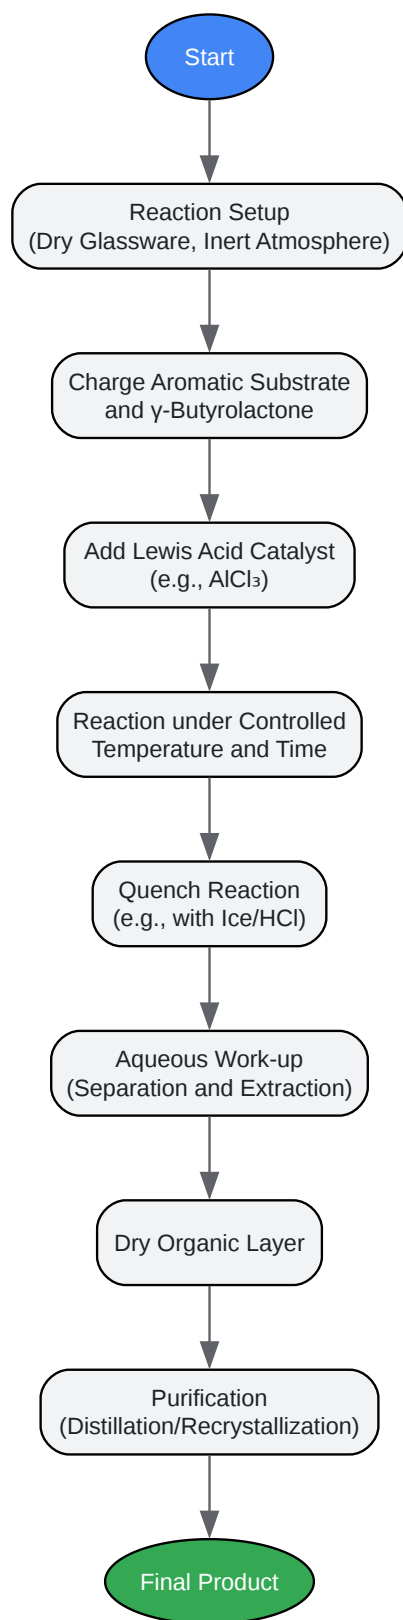 Start
Reaction Setup
(Dry Glassware, Inert Atmosphere)
Charge Aromatic Substrate
and γ-Butyrolactone
Add Lewis Acid Catalyst
(e.g., AlCl₃)
Reaction under Controlled
Temperature and Time
Quench Reaction
(e.g., with Ice/HCl)
Aqueous Work-up
(Separation and Extraction)
Dry Organic Layer
Purification
(Distillation/Recrystallization)
Final Product